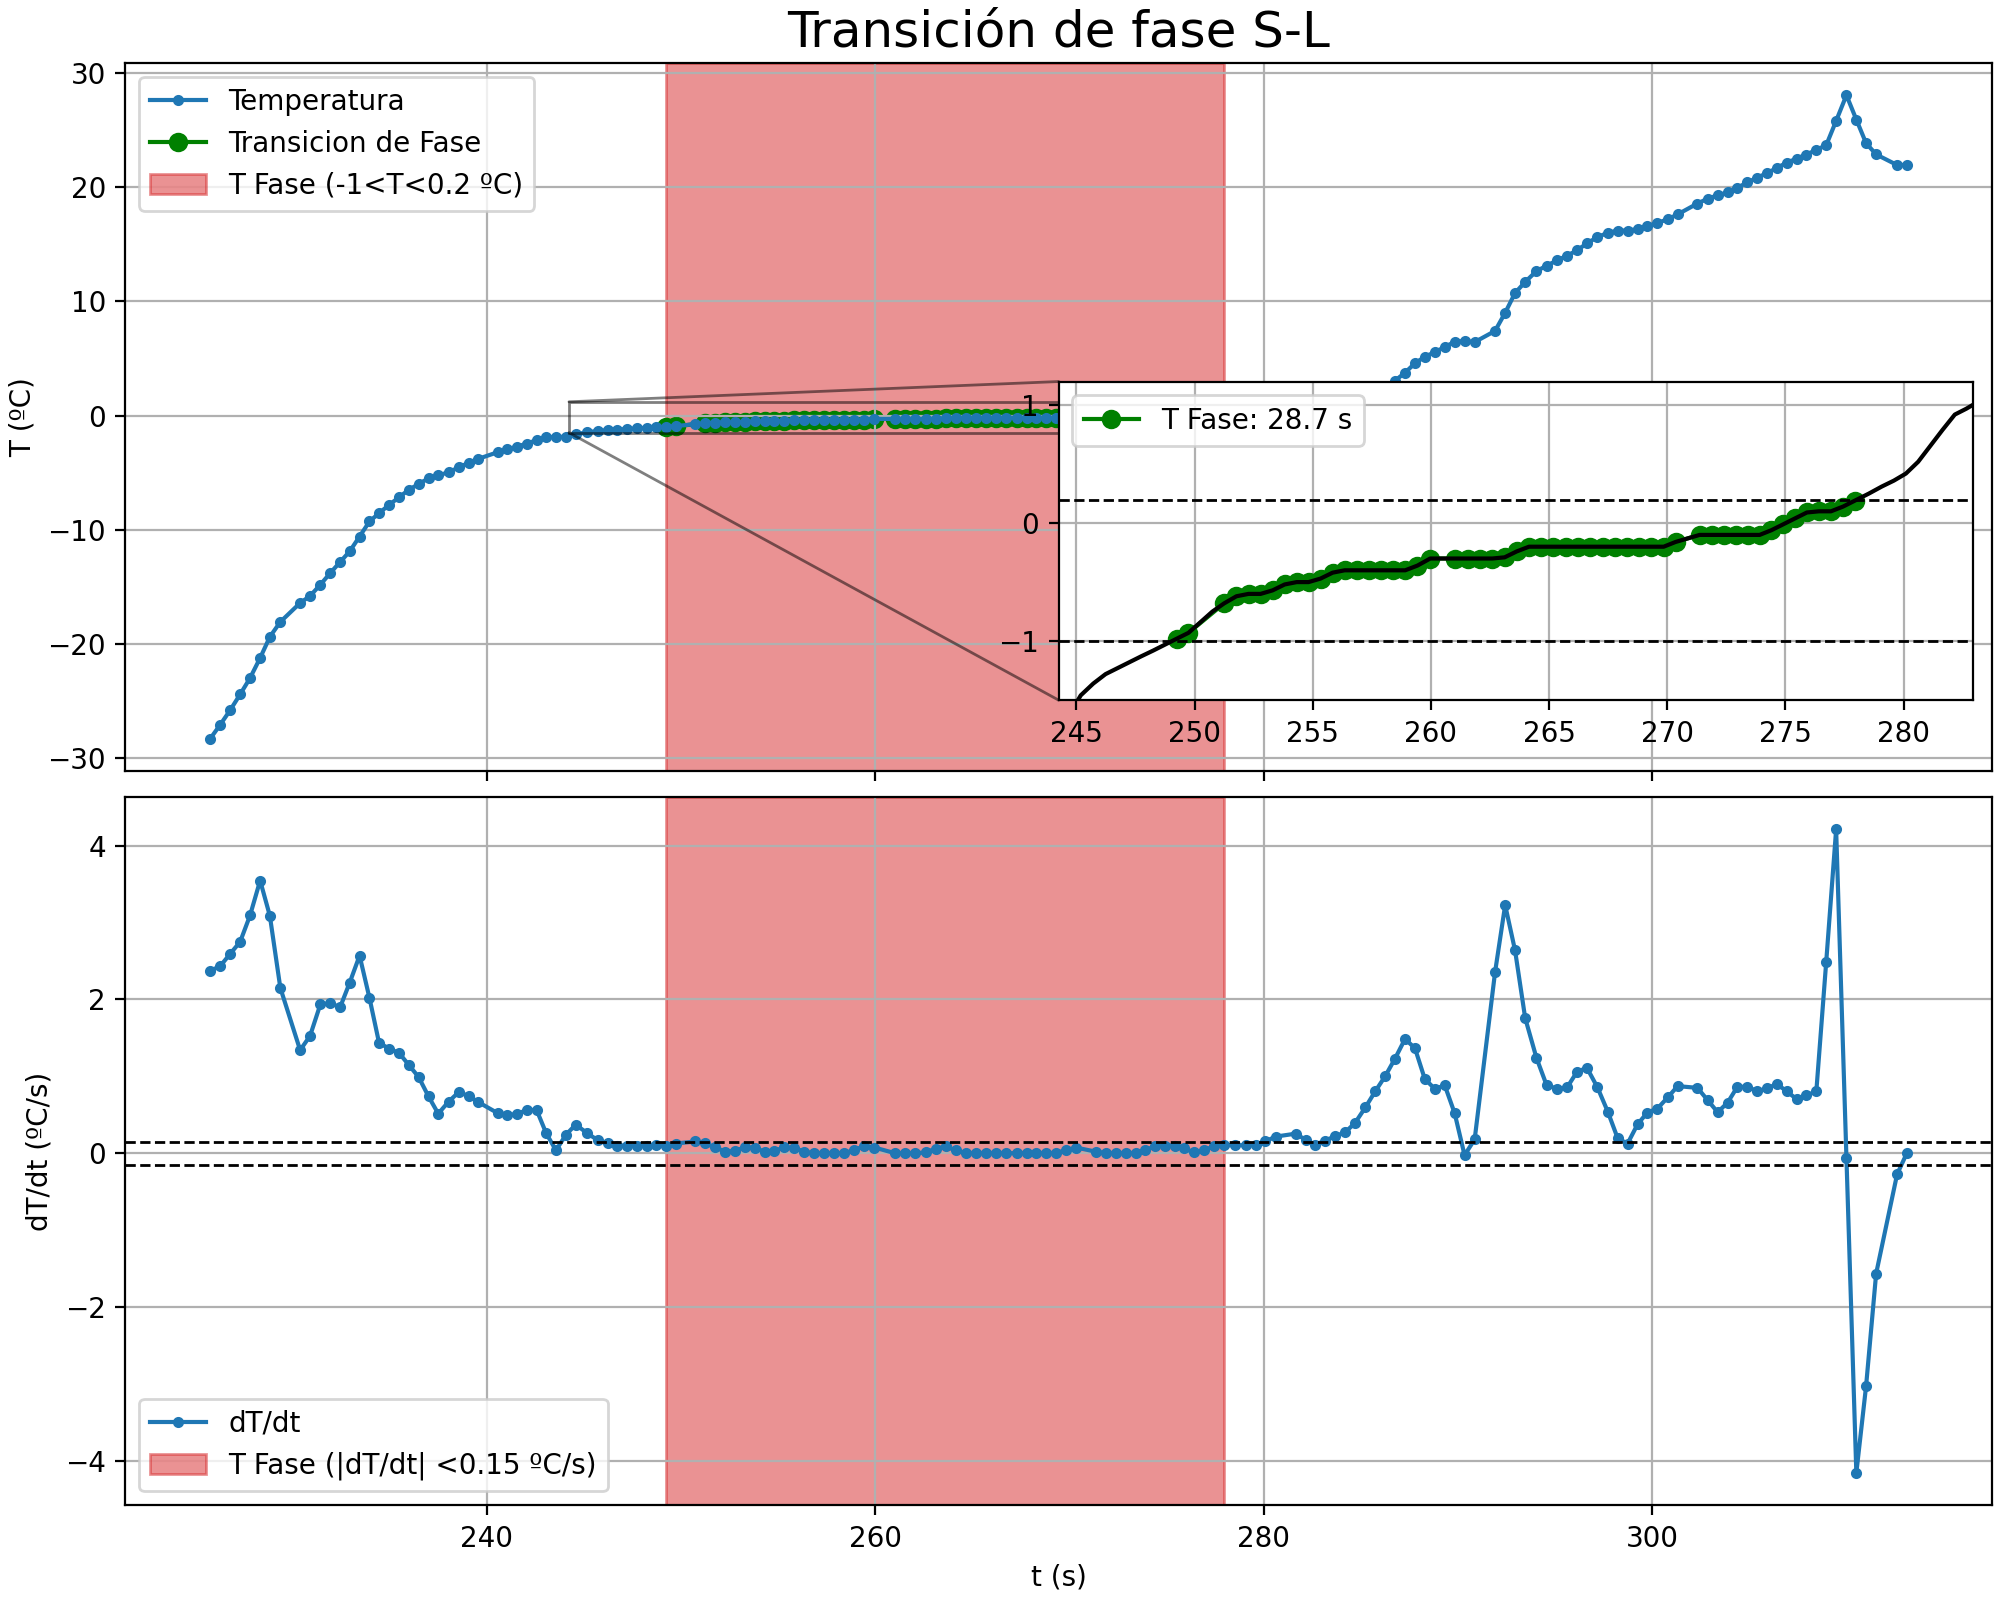 Transición de fase S-L
T (ºC)
30
20
10
0
−10
−20
−30
Temperatura
Transicion de Fase
T Fase (-1<T<0.2 ºC)
1
0
−1
T Fase: 28.7 s
245 250 255 260 265 270 275 280
dT/dt (ºC/s)
4
2
0
−2
−4
dT/dt
T Fase (|dT/dt| <0.15 ºC/s)
240 260 280 300
t (s)